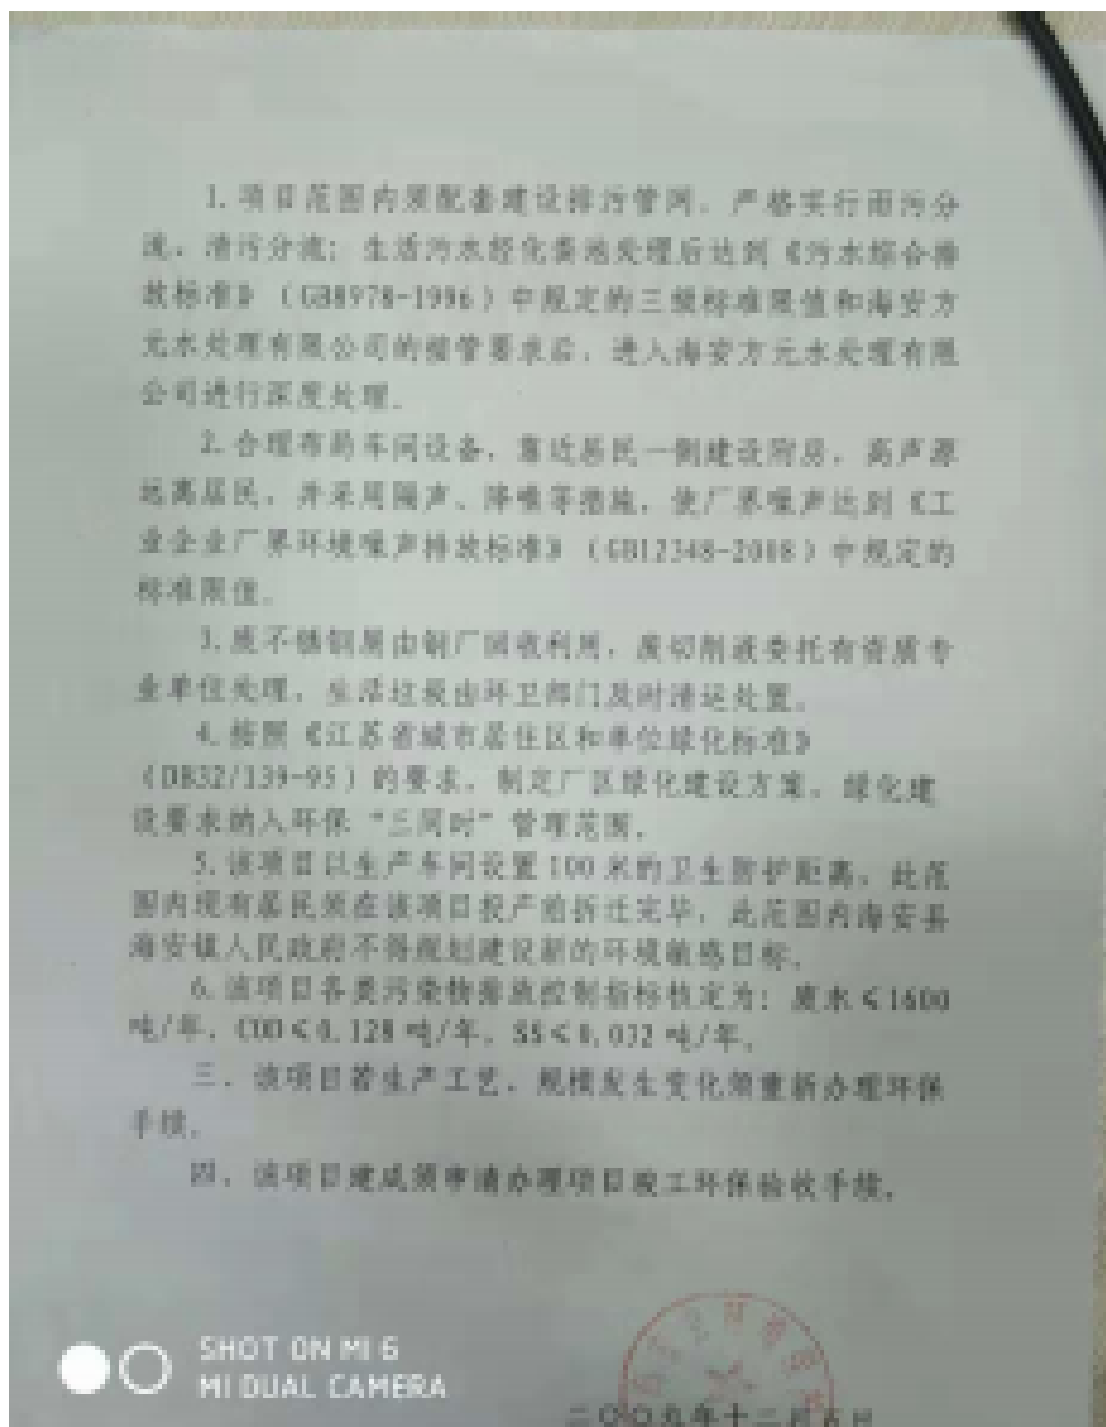 1.项目范围内须配套建设排污管网，严格实行雨污分
流、清污分流；生活污水经化粪池处理后达到《污水综合排
放标准》（GB8978-1996）中规定的三级标准限值和海安方
元水处理有限公司的接管要求后，进入海安方元水处理有限
公司进行深度处理。
2.合理布局车间设备，靠近居民一侧建设附房，高声源
远离居民，并采用隔声、降噪等措施，使厂界噪声达到《工
业企业厂界环境噪声排放标准》（GB12348-2008）中规定的
标准限值。
3.废不锈钢屑由钢厂回收利用，废切削液委托有资质专
业单位处理，生活垃圾由环卫部门及时清运处置。
4.按照《江苏省城市居住区和单位绿化标准》
（DB32/139-95）的要求，制定厂区绿化建设方案，绿化建
设要求纳入环保“三同时”管理范围。
5.该项目以生产车间设置100米的卫生防护距离，此范
围内现有居民须在该项目投产前拆迁完毕，此范围内海安县
海安镇人民政府不得规划建设新的环境敏感目标。
6.该项目各类污染物排放控制指标核定为：废水≤1600
吨/年，COD≤0.128吨/年，SS≤0.032吨/年。
三、该项目若生产工艺、规模发生变化须重新办理环保
手续。
四、该项目建成须申请办理项目竣工环保验收手续。
二〇〇九年十二月 日
SHOT ON MI 6
MI DUAL CAMERA